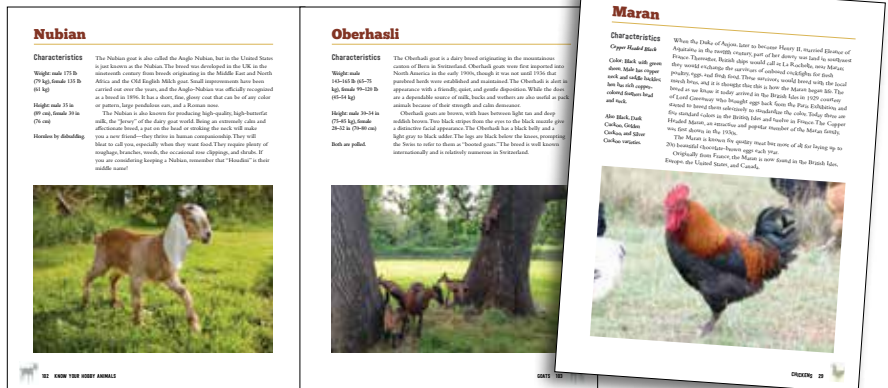 Nubian
Characteristics
Weight: male 175 lb
(79 kg), female 135 lb
(61 kg)
Height: male 35 in
(89 cm), female 30 in
(76 cm)
Hornless by disbudding.
The Nubian goat is also called the Anglo Nubian, but in the United States
is just known as the Nubian. The breed was developed in the UK in the
nineteenth century from breeds originating in the Middle East and North
Africa and the Old English Milch goat. Small improvements have been
carried out over the years, and the Anglo-Nubian was officially recognized
as a breed in 1896. It has a short, fine, glossy coat that can be of any color
or pattern, large pendulous ears, and a Roman nose.
The Nubian is also known for producing high-quality, high-butterfat
milk, the "Jersey" of the dairy goat world. Being an extremely calm and
affectionate breed, a pat on the head or stroking the neck will make
you a new friend—they thrive in human companionship. They will
bleat to call you, especially when they want food. They require plenty of
roughage, branches, weeds, the occasional rose clippings, and shrubs. If
you are considering keeping a Nubian, remember that "Houdini" is their
middle name!
102 KNOW YOUR HOBBY ANIMALS
Oberhasli
Characteristics
Weight: male
143–165 lb (65–75
kg), female 99–120 lb
(45–54 kg)
Height: male 30–34 in
(75–85 kg), female
28–32 in (70–80 cm)
Both are polled.
The Oberhasli goat is a dairy breed originating in the mountainous
canton of Bern in Switzerland. Oberhasli goats were first imported into
North America in the early 1900s, though it was not until 1936 that
purebred herds were established and maintained. The Oberhasli is alert in
appearance with a friendly, quiet, and gentle disposition. While the does
are a dependable source of milk, bucks and wethers are also useful as pack
animals because of their strength and calm demeanor.
Oberhasli goats are brown, with hues between light tan and deep
reddish brown. Two black stripes from the eyes to the black muzzle give
a distinctive facial appearance. The Oberhasli has a black belly and a
light gray to black udder. The legs are black below the knees, prompting
the Swiss to refer to them as "booted goats." The breed is well known
internationally and is relatively numerous in Switzerland.
GOATS 103
Maran
Characteristics
Copper Headed Black
Color: Black with green
sheen. Male has copper
neck and saddle hackles;
hen has rich copper-
colored feathers head
and neck.
Also Black, Dark
Cuckoo, Golden
Cuckoo, and Silver
Cuckoo varieties
When the Duke of Anjou, later to become Henry II, married Eleanor of
Aquitaine in the twelfth century, part of her dowry was land in southwest
France. Thereafter, British ships would call at La Rochelle, near Marans;
they would exchange the survivors of onboard cockfights for fresh
poultry, eggs, and fresh food. These survivors, would breed with the local
marsh hens, and it is thought that this is how the Maran began life. The
breed as we know it today arrived in the British Isles in 1929 courtesy
of Lord Greenway who brought eggs back from the Paris Exhibition and
started to breed them selectively to standardize the color. Today there are
five standard colors in the British Isles and twelve in France. The Copper
Headed Maran, an attractive and popular member of the Maran family,
was first shown in the 1930s.
The Maran is known for quality meat but most of all for laying up to
200 beautiful chocolate-brown eggs each year.
Originally from France, the Maran is now found in the British Isles,
Europe, the United States, and Canada.
CHICKENS 29